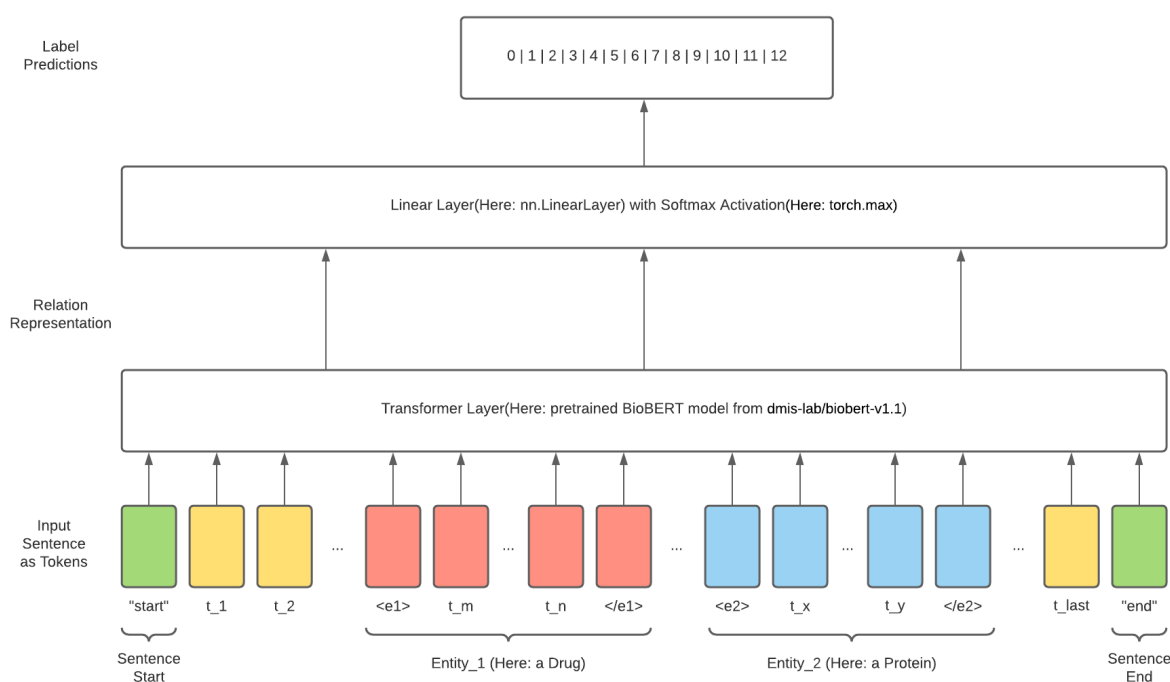 Label
Predictions
0 | 1 | 2 | 3 | 4 | 5 | 6 | 7 | 8 | 9 | 10 | 11 | 12
Linear Layer(Here: nn.LinearLayer) with Softmax Activation(Here: torch.max)
Relation
Representation
Transformer Layer(Here: pretrained BioBERT model from dmis-lab/biobert-v1.1)
Input
Sentence
as Tokens
... ... ... ... ...
"start" t_1 t_2 <e1> t_m t_n </e1> <e2> t_x t_y </e2> t_last "end"
Sentence
Start
Entity_1 (Here: a Drug)
Entity_2 (Here: a Protein)
Sentence
End